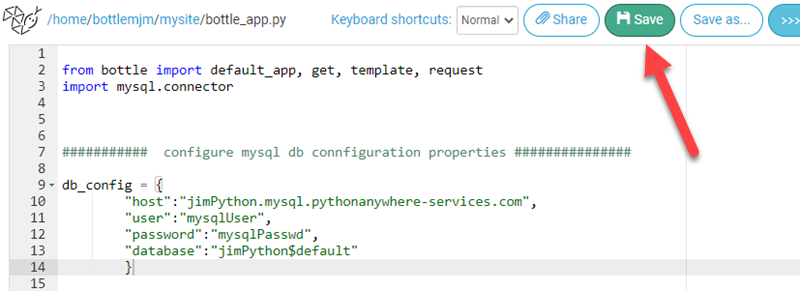 /home/bottlemjm/mysite/bottle_app.py Keyboard shortcuts: Normal Share Save Save as... >>>
1
2 from bottle import default_app, get, template, request
3 import mysql.connector
4
5
6
7 ########### configure mysql db connfiguration properties ###############
8
9 db_config = {
10 "host":"jimPython.mysql.pythonanywhere-services.com",
11 "user":"mysqlUser",
12 "password":"mysqlPasswd",
13 "database":"jimPython$default"
14 }
15